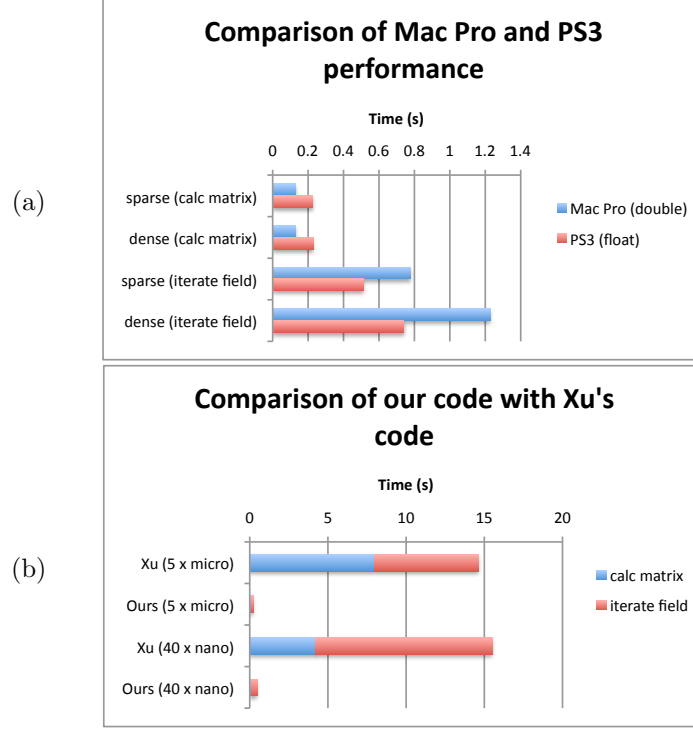 (a)
Comparison of Mac Pro and PS3
performance
Time (s)
0 0.2 0.4 0.6 0.8 1 1.2 1.4
sparse (calc matrix)
dense (calc matrix)
sparse (iterate field)
dense (iterate field)
Mac Pro (double)
PS3 (float)
(b)
Comparison of our code with Xu's
code
Time (s)
0 5 10 15 20
Xu (5 x micro)
Ours (5 x micro)
Xu (40 x nano)
Ours (40 x nano)
calc matrix
iterate field